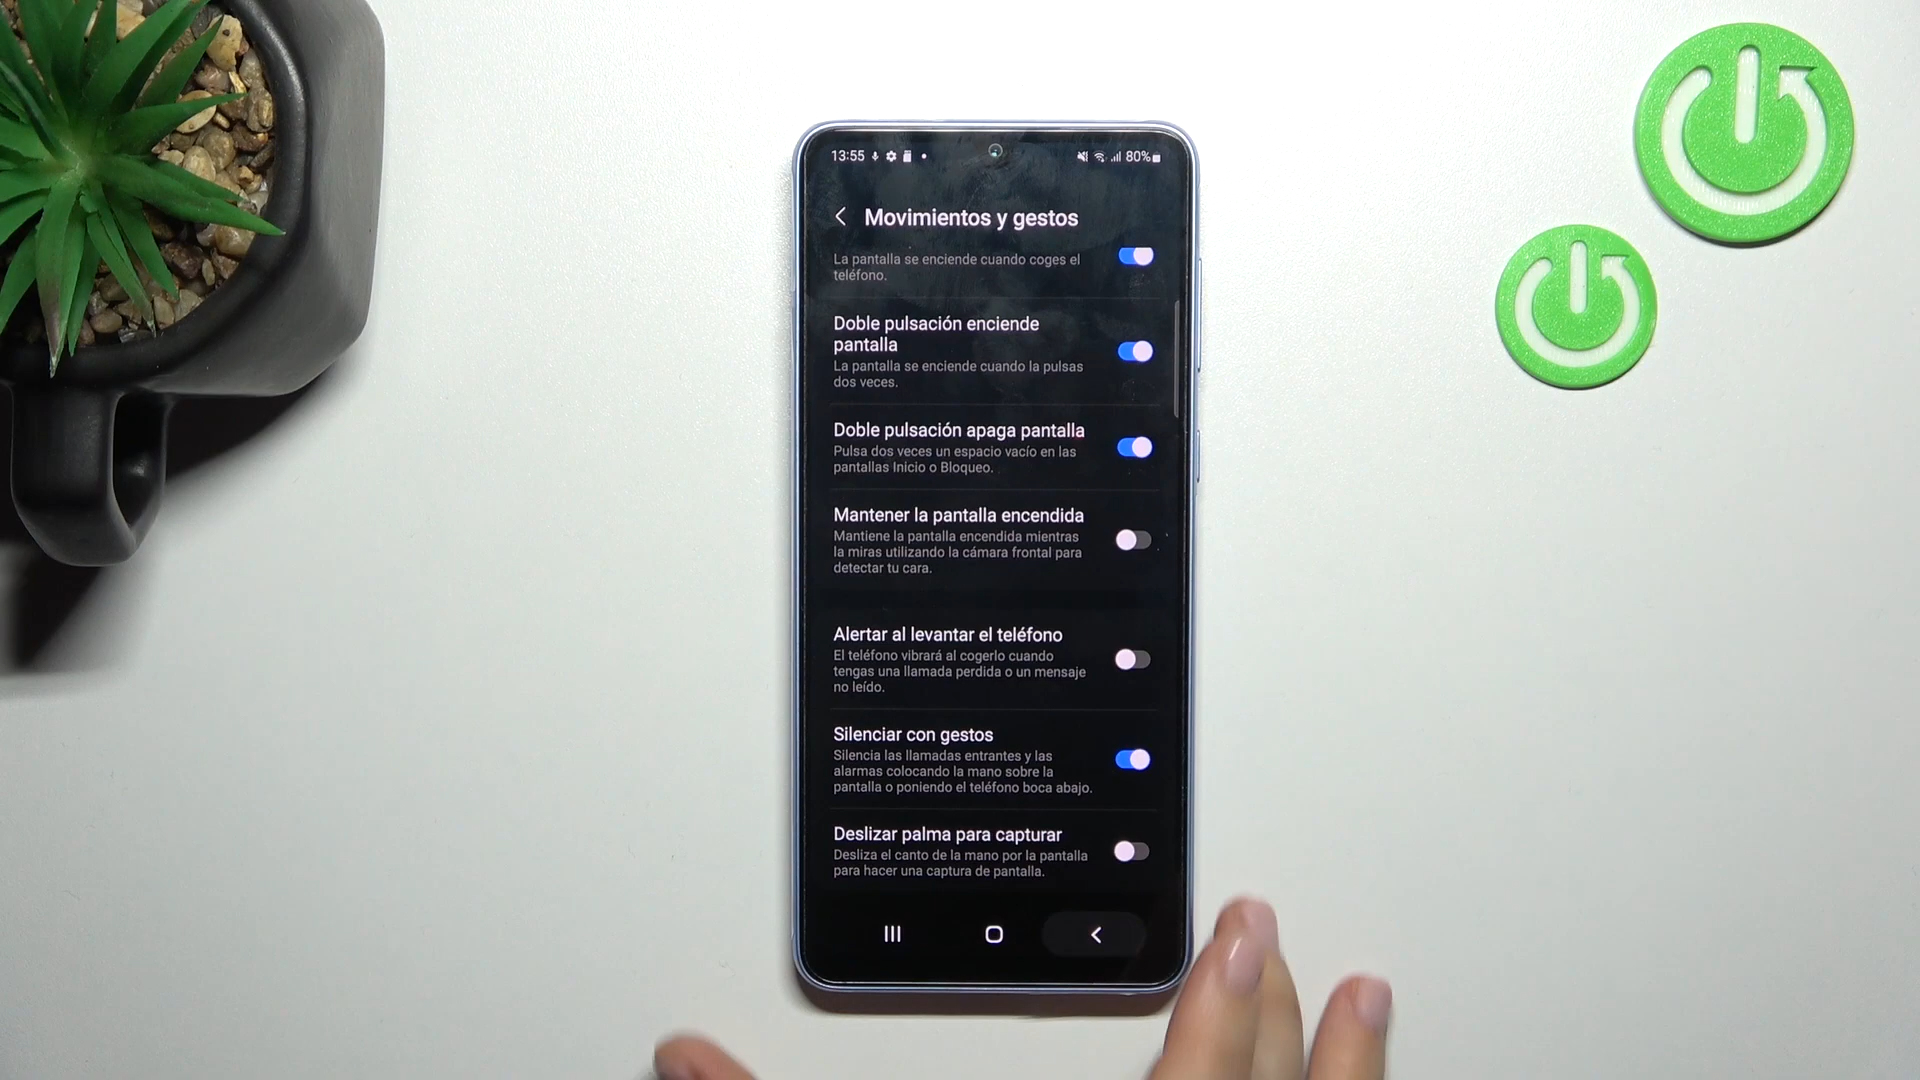 13:55
80%
Movimientos y gestos
La pantalla se enciende cuando coges el
teléfono.
Doble pulsación enciende
pantalla
La pantalla se enciende cuando la pulsas
dos veces.
Doble pulsación apaga pantalla
Pulsa dos veces un espacio vacío en las
pantallas Inicio o Bloqueo.
Mantener la pantalla encendida
Mantiene la pantalla encendida mientras
la miras utilizando la cámara frontal para
detectar tu cara.
Alertar al levantar el teléfono
El teléfono vibrará al cogerlo cuando
tengas una llamada perdida o un mensaje
no leído.
Silenciar con gestos
Silencia las llamadas entrantes y las
alarmas colocando la mano sobre la
pantalla o poniendo el teléfono boca abajo.
Deslizar palma para capturar
Desliza el canto de la mano por la pantalla
para hacer una captura de pantalla.